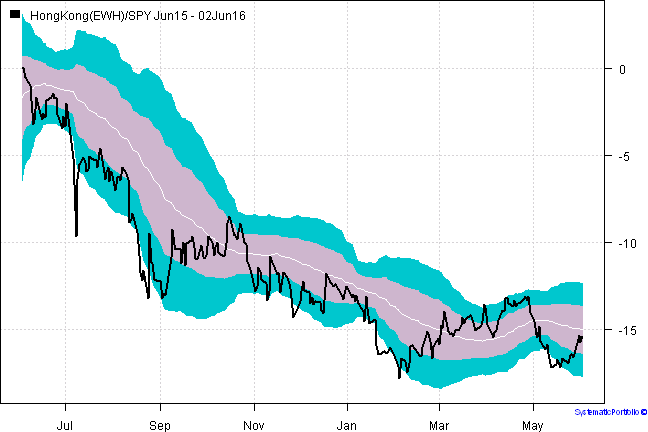 HongKong(EWH)/SPY Jun15 - 02Jun16
0
-5
-10
-15
Jul Sep Nov Jan Mar May
SystematicPortfolio ©